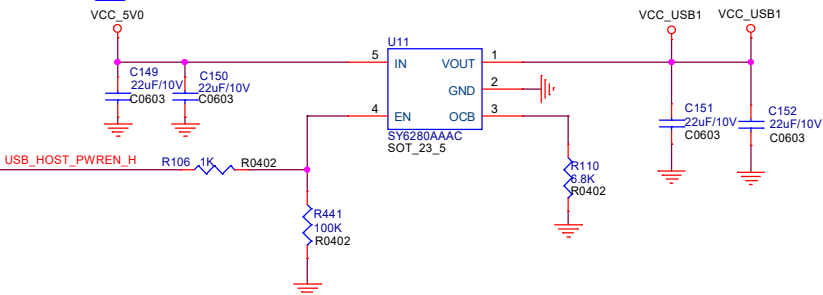 VCC_5V0
VCC_USB1
VCC_USB1
U11
5
IN
VOUT
1
C149
22uF/10V
C0603
C150
22uF/10V
C0603
GND
2
4
EN
OCB
3
SY6280AAAC
SOT_23_5
C151
22uF/10V
C0603
C152
22uF/10V
C0603
USB_HOST_PWREN_H
R106
1K
R0402
R110
6.8K
R0402
R441
100K
R0402